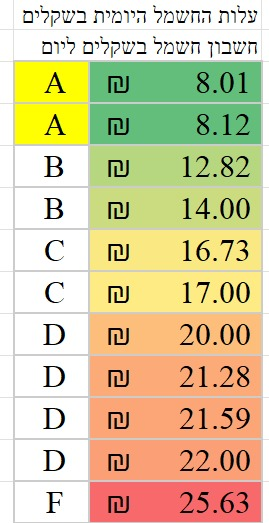 עלות החשמל היומית בשקלים
חשבון חשמל בשקלים ליום
A ₪ 8.01
A ₪ 8.12
B ₪ 12.82
B ₪ 14.00
C ₪ 16.73
C ₪ 17.00
D ₪ 20.00
D ₪ 21.28
D ₪ 21.59
D ₪ 22.00
F ₪ 25.63